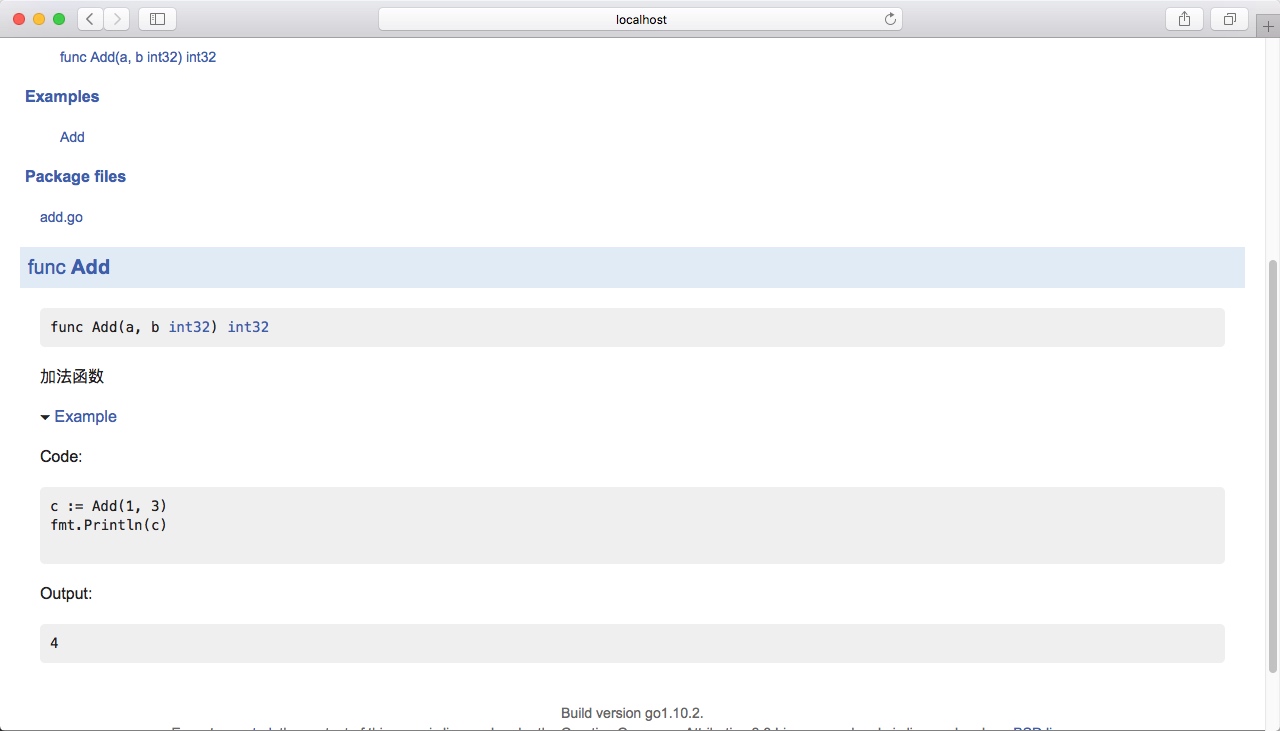 localhost
func Add(a, b int32) int32
Examples
Add
Package files
add.go
func Add
func Add(a, b int32) int32
加法函数
Example
Code:
c := Add(1, 3)
fmt.Println(c)
Output:
4
Build version go1.10.2.